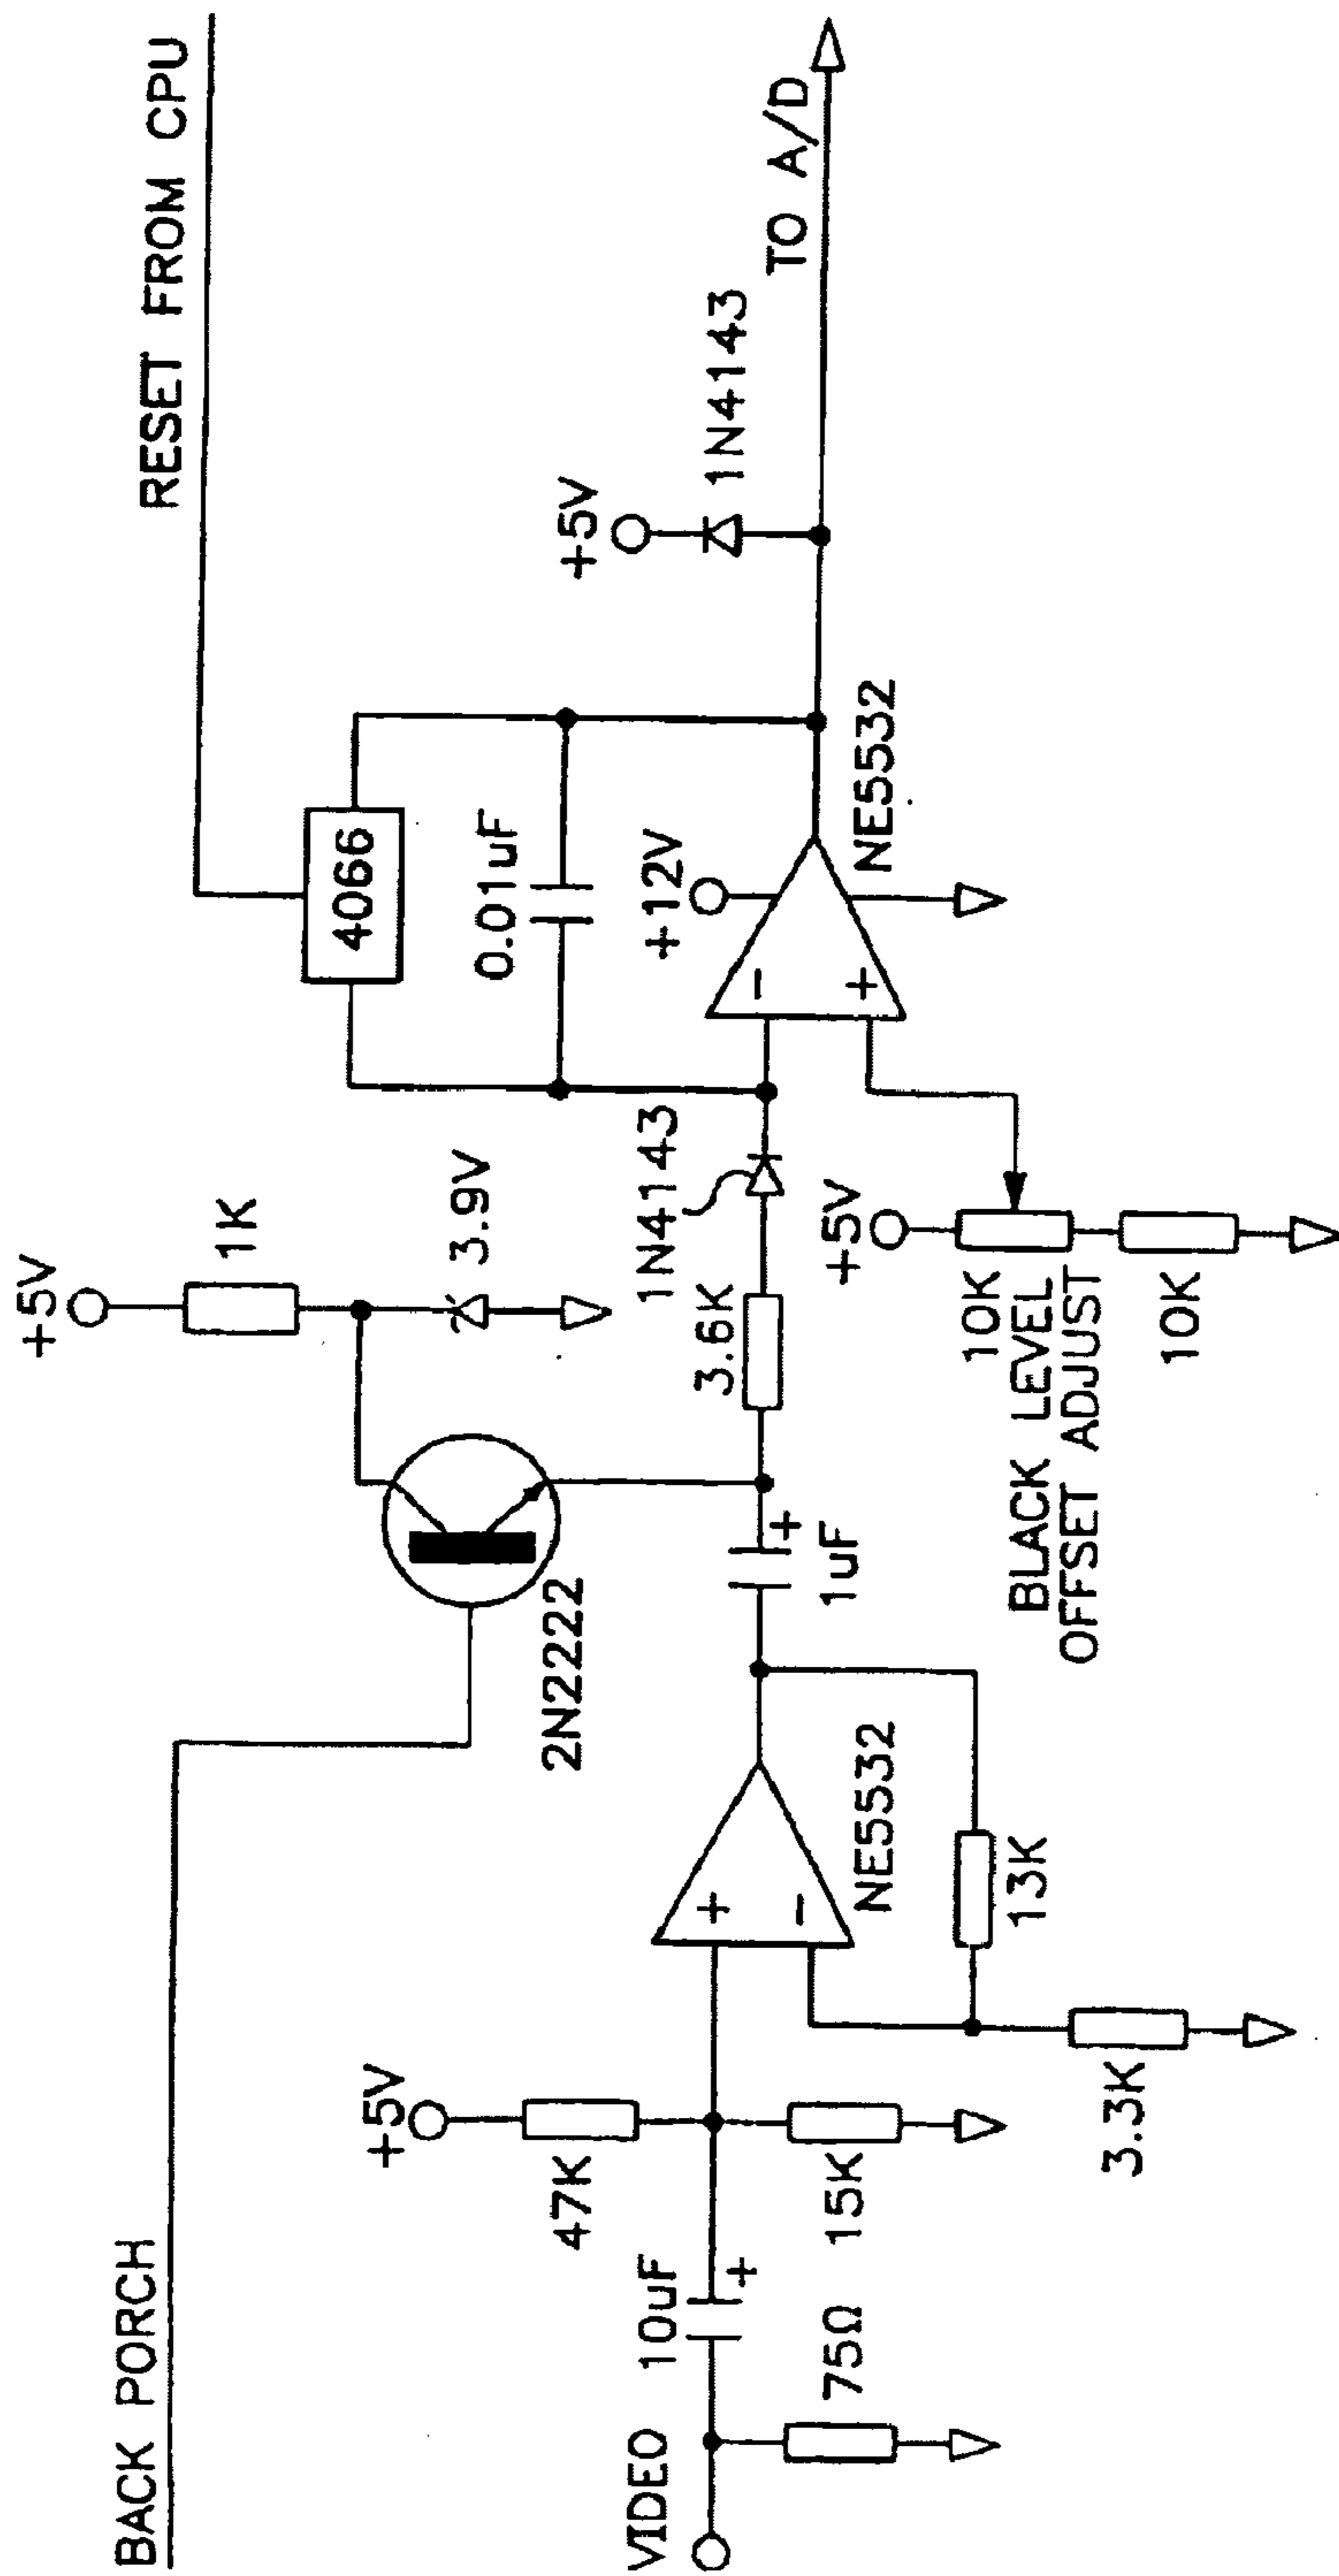 BACK PORCH
RESET FROM CPU
+5V
1K
3.9V
2N2222
4066
0.01uF
+12V
+5V
1N4143
TO A/D
NE5532
1N4143
3.6K
1uF
+
-
+
+5V
10K
BLACK LEVEL
OFFSET ADJUST
10K
+5V
47K
+
-
NE5532
13K
3.3K
VIDEO
10uF
+
15K
75Ω